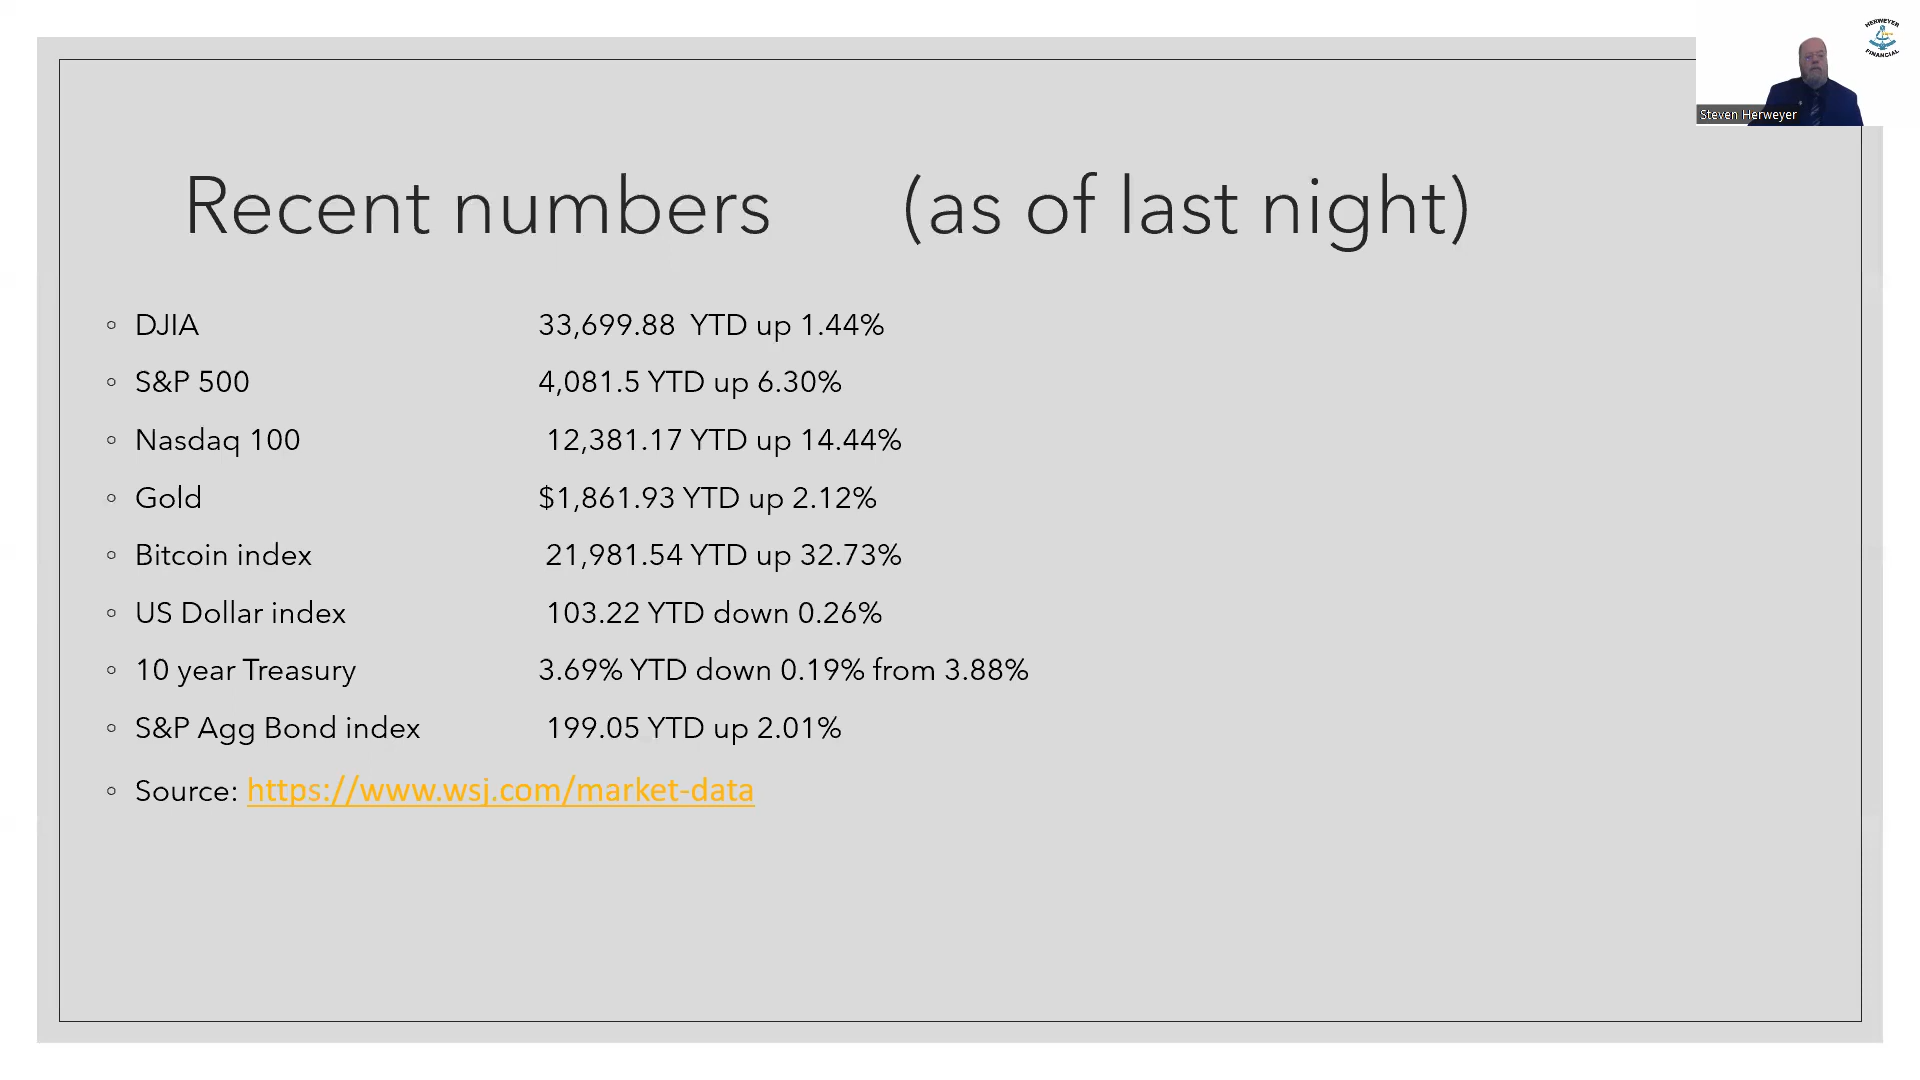 HERWEYER
FINANCIAL
Steven Herweyer
Recent numbers (as of last night)
◦ DJIA 33,699.88 YTD up 1.44%
◦ S&P 500 4,081.5 YTD up 6.30%
◦ Nasdaq 100 12,381.17 YTD up 14.44%
◦ Gold $1,861.93 YTD up 2.12%
◦ Bitcoin index 21,981.54 YTD up 32.73%
◦ US Dollar index 103.22 YTD down 0.26%
◦ 10 year Treasury 3.69% YTD down 0.19% from 3.88%
◦ S&P Agg Bond index 199.05 YTD up 2.01%
◦ Source: https://www.wsj.com/market-data